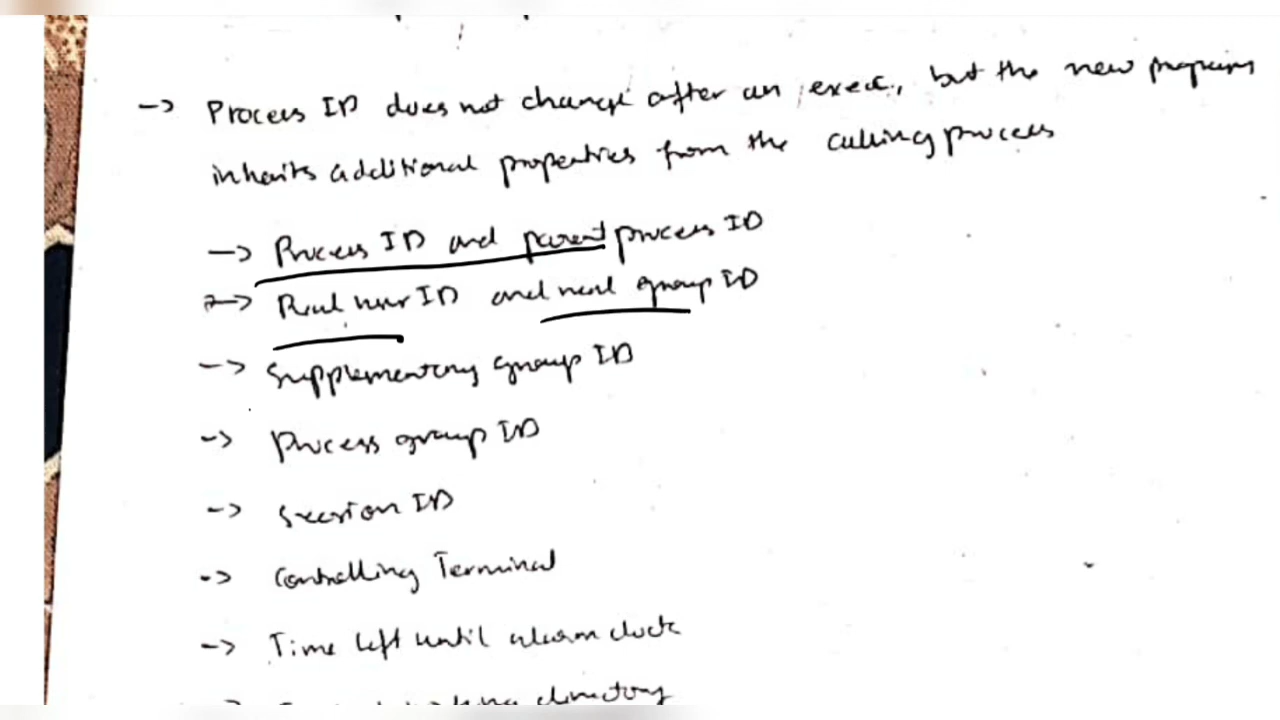 -> Process ID does not change after an exec, but the new program
inherits additional properties from the calling process
-> Process ID and parent process ID
-> Real user ID and real group ID
-> Supplementary group ID
-> Process group ID
-> Session ID
-> Controlling Terminal
-> Time left until alarm clock
directory